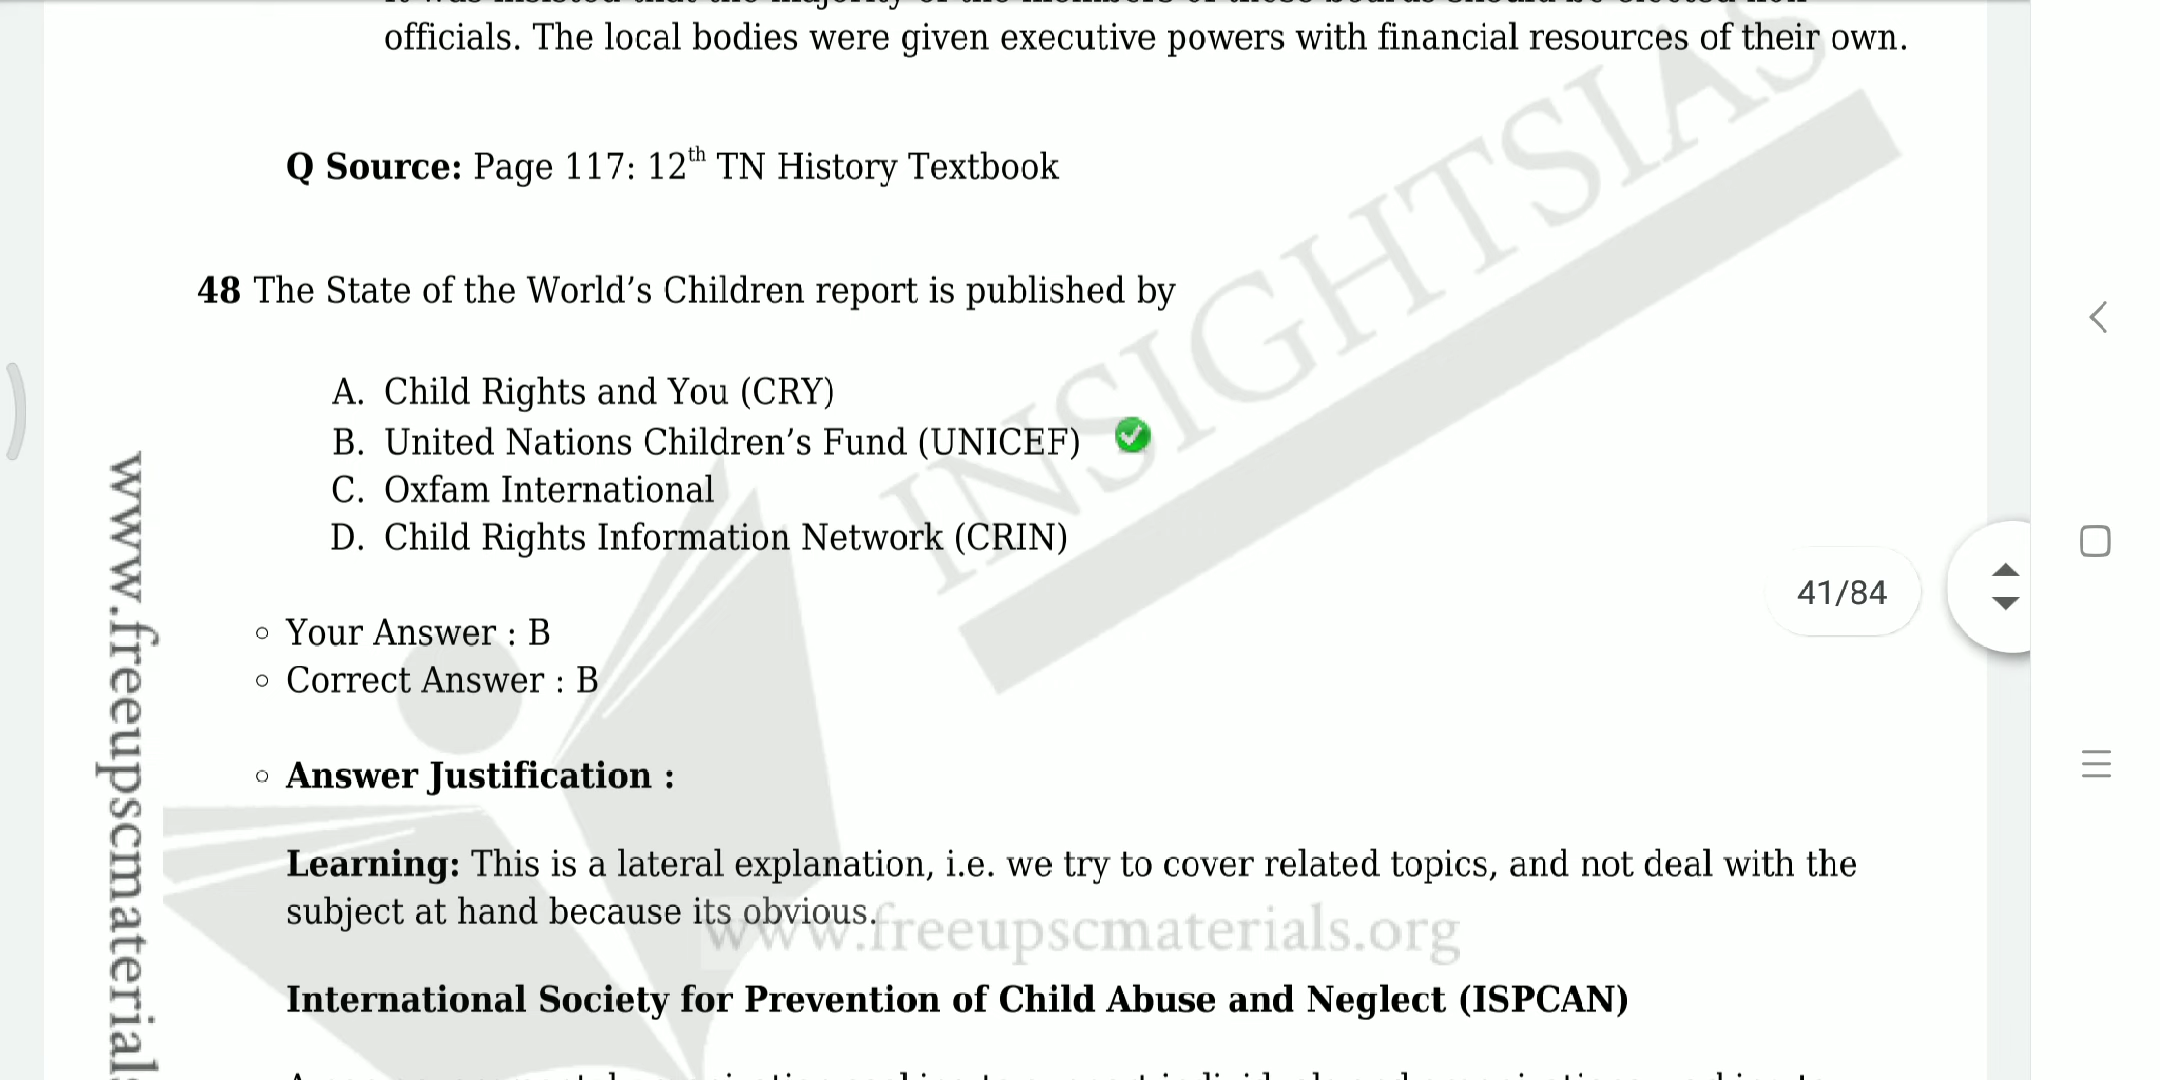 officials. The local bodies were given executive powers with financial resources of their own.
Q Source: Page 117: 12th TN History Textbook
48 The State of the World’s Children report is published by
A. Child Rights and You (CRY)
B. United Nations Children’s Fund (UNICEF)
C. Oxfam International
D. Child Rights Information Network (CRIN)
41/84
◦ Your Answer : B
◦ Correct Answer : B
◦ Answer Justification :
Learning: This is a lateral explanation, i.e. we try to cover related topics, and not deal with the
subject at hand because its obvious.
www.freeupscmaterials.org
International Society for Prevention of Child Abuse and Neglect (ISPCAN)
INSIGHTSIAS
www.freeupscmaterials